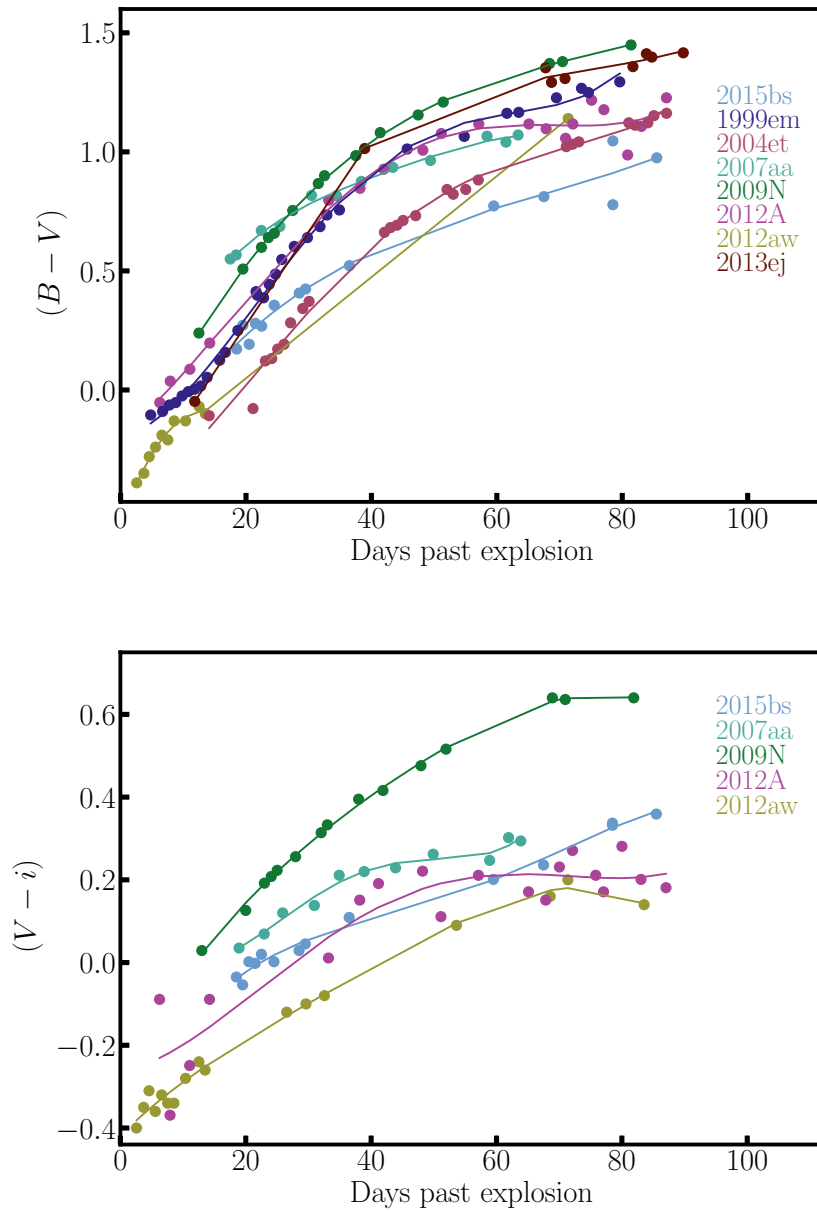 1.5
1.0
0.5
0.0
(B − V)
2015bs
1999em
2004et
2007aa
2009N
2012A
2012aw
2013ej
0 20 40 60 80 100
Days past explosion
0.6
0.4
0.2
0.0
−0.2
−0.4
(V − i)
2015bs
2007aa
2009N
2012A
2012aw
0 20 40 60 80 100
Days past explosion